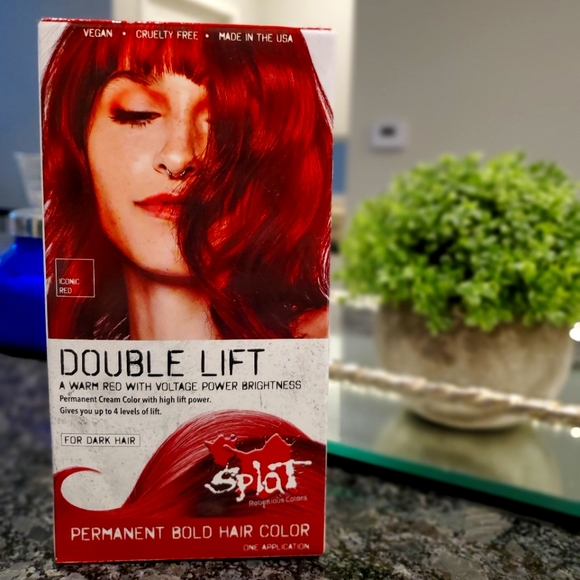 VEGAN • CRUELTY FREE • MADE IN THE USA
ICONIC
RED
DOUBLE LIFT
A WARM RED WITH VOLTAGE POWER BRIGHTNESS
Permanent Cream Color with high lift power.
Gives you up to 4 levels of lift.
FOR DARK HAIR
Splat
Rebellious Colors
PERMANENT BOLD HAIR COLOR
ONE APPLICATION